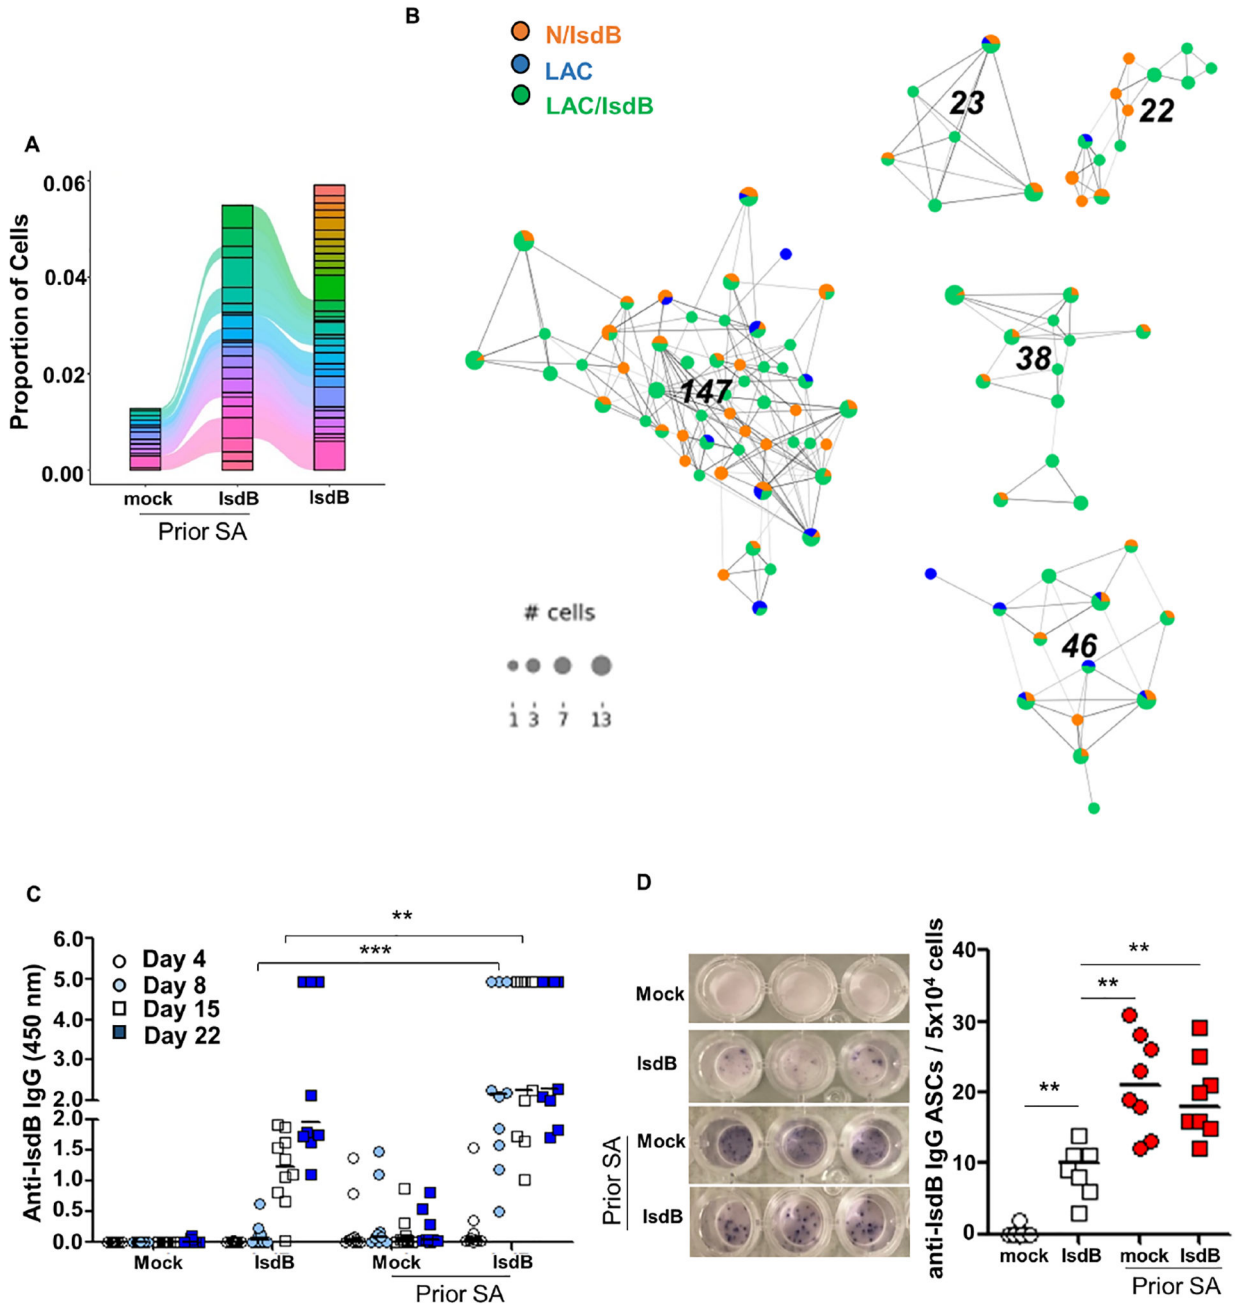 B
N/IsdB
LAC
LAC/IsdB
23
22
A
0.06
0.04
0.02
0.00
Proportion of Cells
mock
IsdB
IsdB
Prior SA
147
38
46
# cells
1 3 7 13
C
6.0
5.0
4.0
3.0
2.0
2.0
1.5
1.0
0.5
0.0
Anti-IsdB IgG (450 nm)
Day 4
Day 8
Day 15
Day 22
**
***
Mock
IsdB
Mock
IsdB
Prior SA
D
Mock
IsdB
Mock
IsdB
Prior SA
anti-IsdB IgG ASCs / 5x10⁴ cells
40
30
20
10
0
**
**
**
mock
IsdB
mock
IsdB
Prior SA